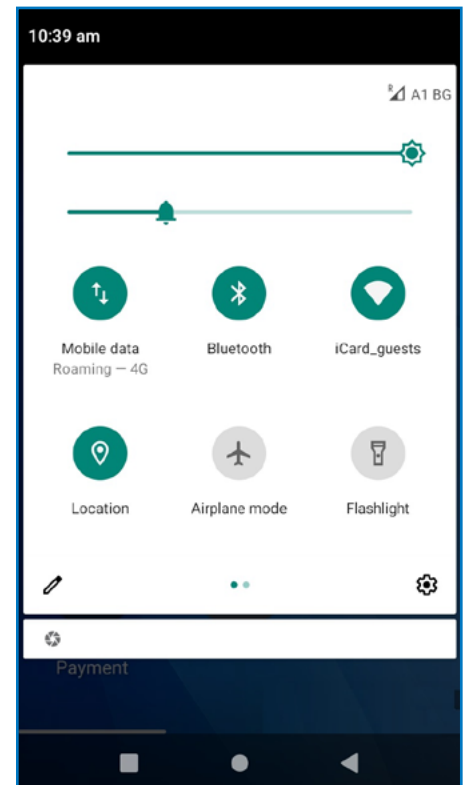 10:39 am
R A1 BG
Mobile data Bluetooth iCard_guests
Roaming — 4G
Location Airplane mode Flashlight
Payment